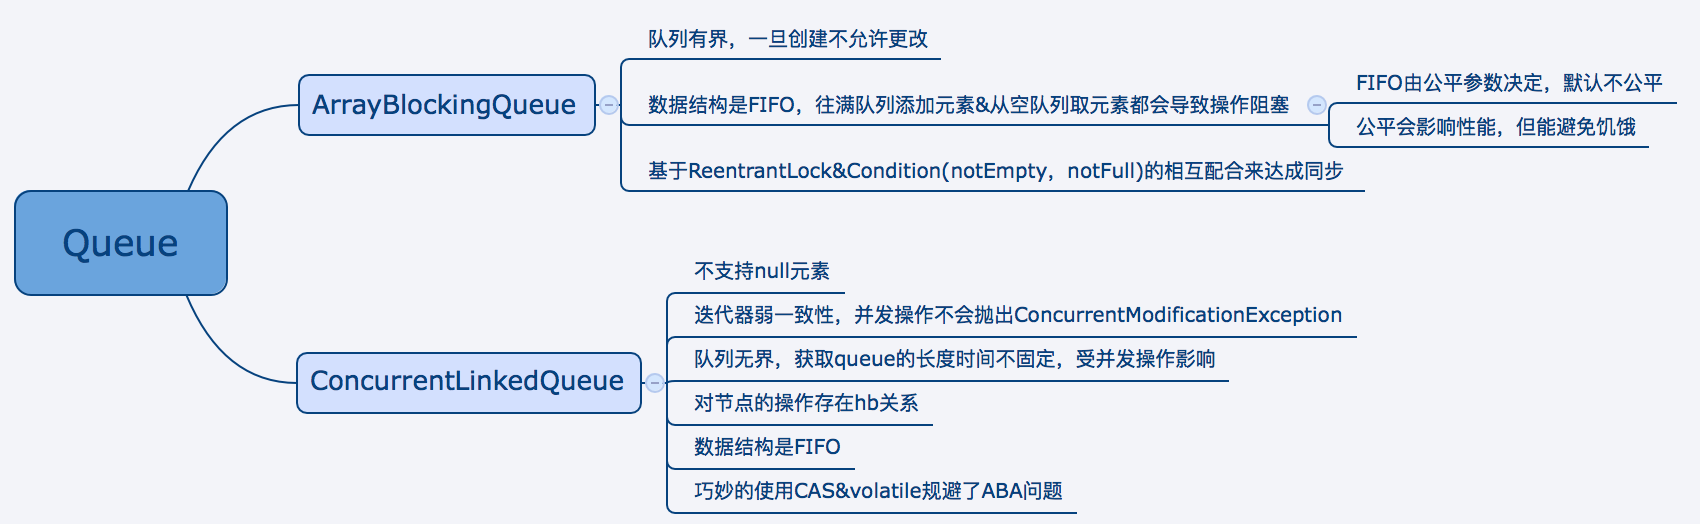 Queue
ArrayBlockingQueue
队列有界，一旦创建不允许更改
数据结构是FIFO，往满队列添加元素&从空队列取元素都会导致操作阻塞
FIFO由公平参数决定，默认不公平
公平会影响性能，但能避免饥饿
基于ReentrantLock&Condition(notEmpty，notFull)的相互配合来达成同步
ConcurrentLinkedQueue
不支持null元素
迭代器弱一致性，并发操作不会抛出ConcurrentModificationException
队列无界，获取queue的长度时间不固定，受并发操作影响
对节点的操作存在hb关系
数据结构是FIFO
巧妙的使用CAS&volatile规避了ABA问题